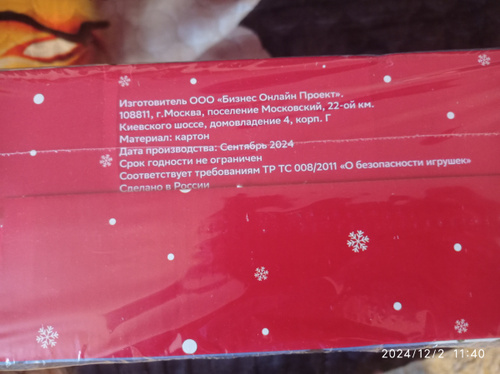 Изготовитель ООО «Бизнес Онлайн Проект».
108811, г.Москва, поселение Московский, 22-ой км.
Киевского шоссе, домовладение 4, корп. Г
Материал: картон
Дата производства: Сентябрь 2024
Срок годности не ограничен
Соответствует требованиям ТР ТС 008/2011 «О безопасности игрушек»
Сделано в России
2024/12/2 11:40